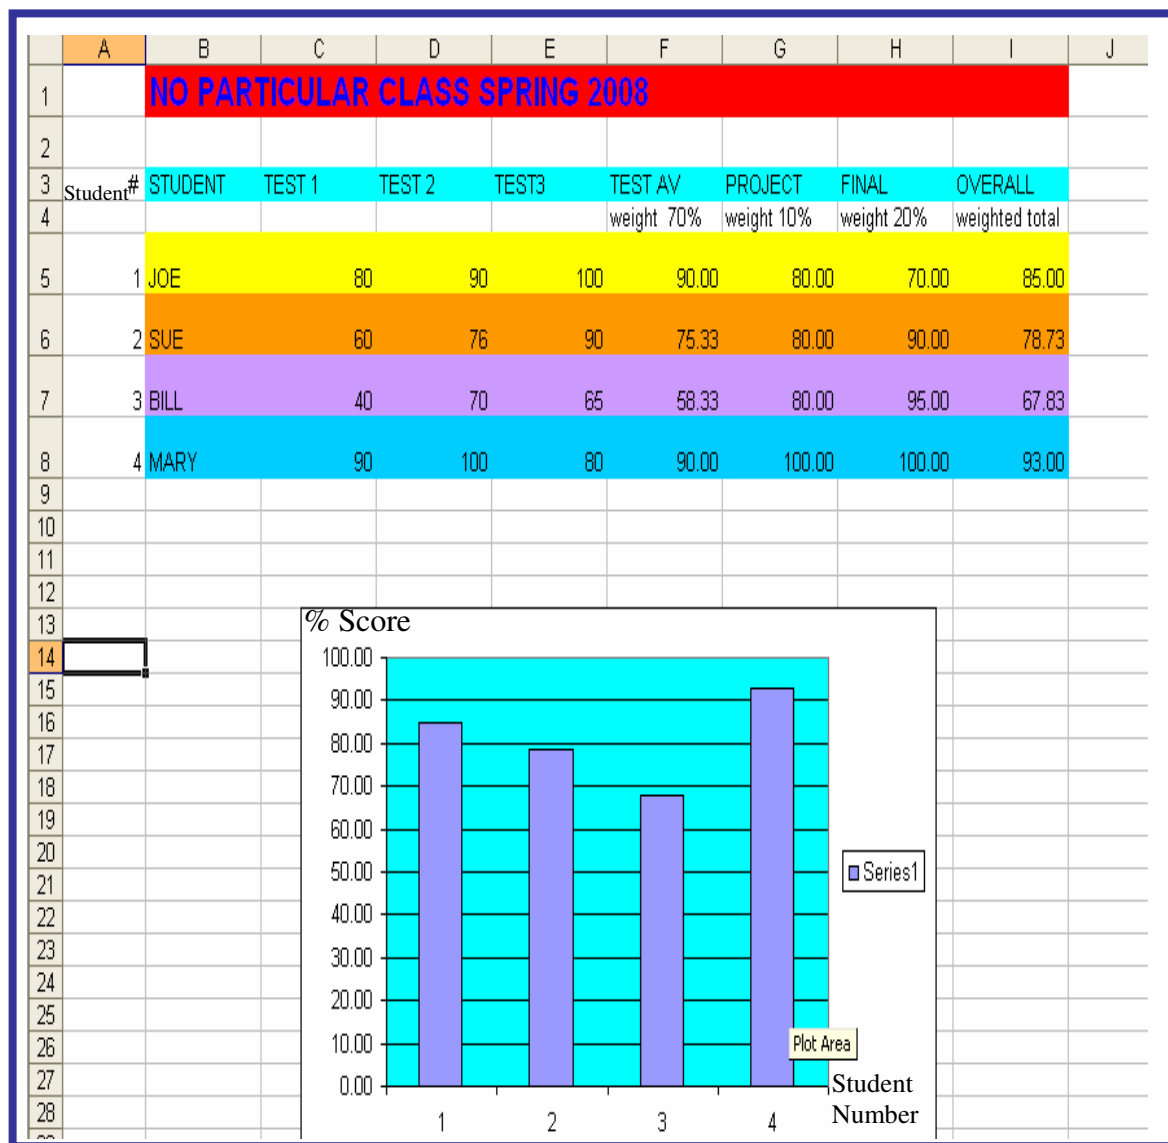 A B C D E F G H I J
1 NO PARTICULAR CLASS SPRING 2008
2
3 Student# STUDENT TEST 1 TEST 2 TEST3 TEST AV PROJECT FINAL OVERALL
4 weight 70% weight 10% weight 20% weighted total
5 1 JOE 80 90 100 90.00 80.00 70.00 85.00
6 2 SUE 60 76 90 75.33 80.00 90.00 78.73
7 3 BILL 40 70 65 58.33 80.00 95.00 67.83
8 4 MARY 90 100 80 90.00 100.00 100.00 93.00
9
10
11
12
13 % Score
14 100.00
15 90.00
16 80.00
17
18 70.00
19 60.00
20 50.00 Series1
21
22 40.00
23 30.00
24
25 20.00
26 10.00 Plot Area
27 0.00 Student
28 1 2 3 4 Number